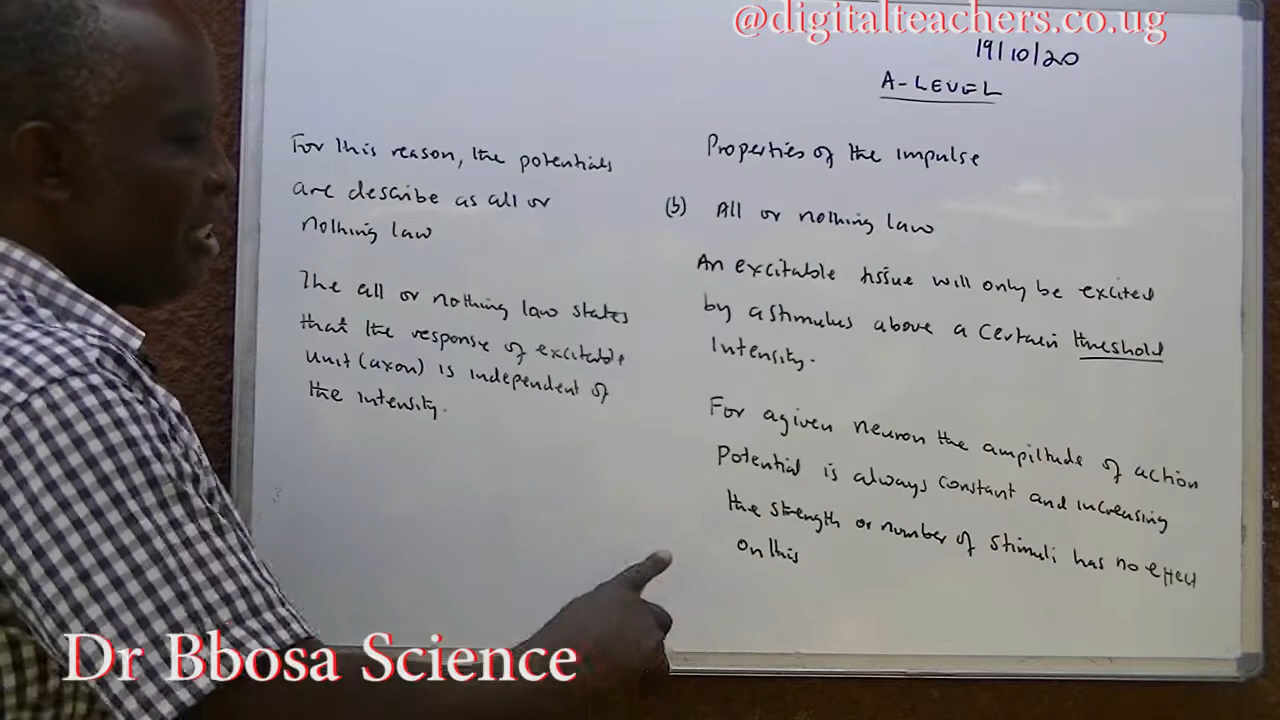 @digitalteachers.co.ug
19/10/20
A-LEVEL
Properties of the impulse
(b) All or nothing law
An excitable tissue will only be excited
by a stimulus above a certain threshold
Intensity.
For a given neuron the ampiltude of action
Potential is always constant and increasing
the strength or number of stimuli has no effect
on this
For this reason, the potentials
are describe as all or
nothing law
The all or nothing law states
that the response of excitable
unit (axon) is independent of
the intensity.
Dr Bbosa Science